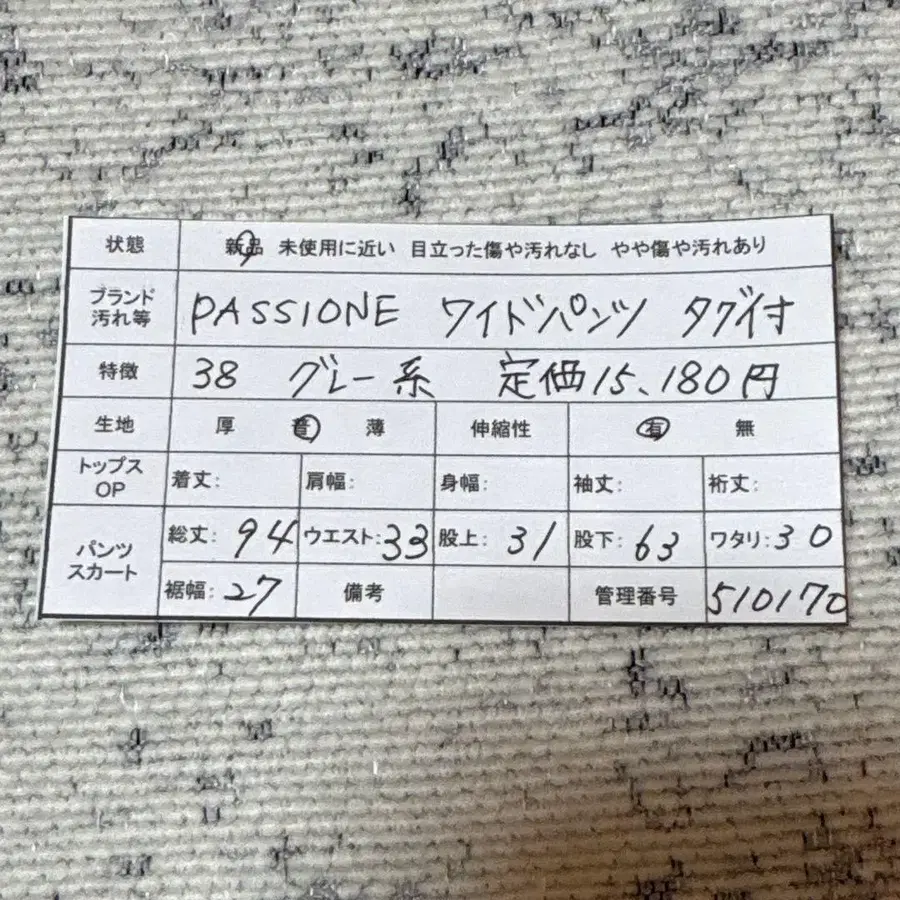 状態 新品 未使用に近い 目立った傷や汚れなし やや傷や汚れあり
ブランド
汚れ等 PASSIONE ワイドパンツ タグ付
特徴 38 グレー系 定価15、180円
生地 厚 普 薄 伸縮性 有 無
トップス
OP 着丈: 肩幅: 身幅: 袖丈: 裄丈:
パンツ
スカート 総丈: 94 ウエスト: 33 股上: 31 股下: 63 ワタリ: 30
裾幅: 27 備考 管理番号 510170